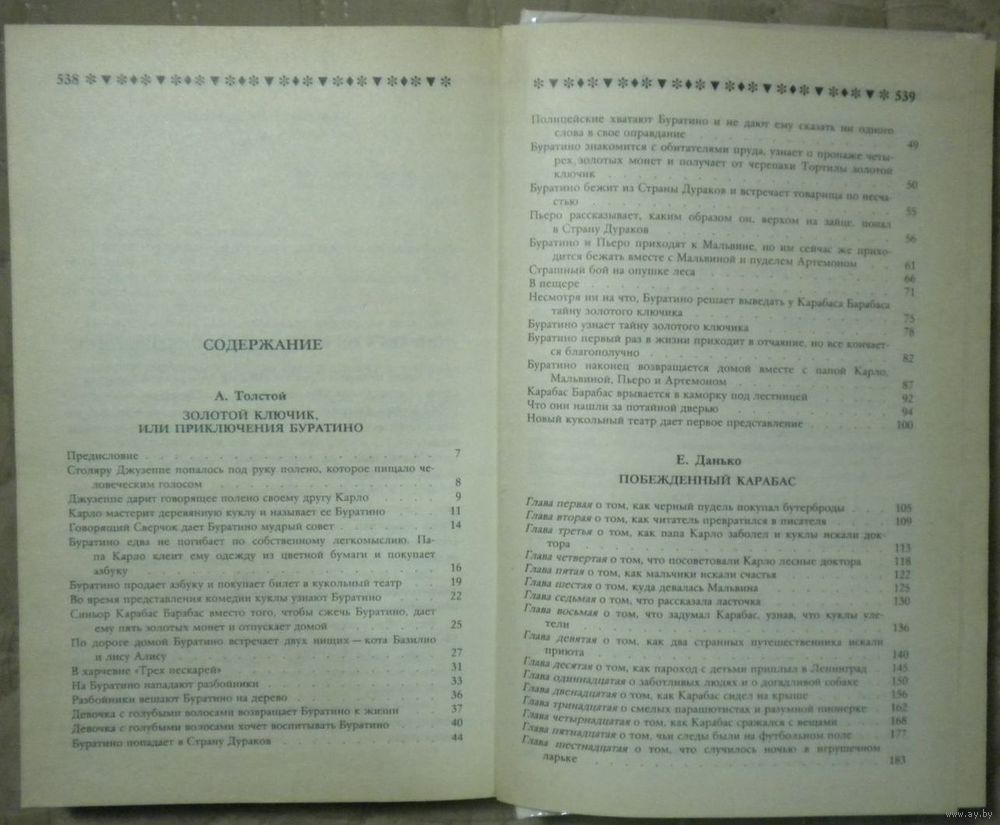 538
СОДЕРЖАНИЕ
А. Толстой
ЗОЛОТОЙ КЛЮЧИК,
ИЛИ ПРИКЛЮЧЕНИЯ БУРАТИНО
Предисловие 7
Столяру Джузеппе попалось под руку полено, которое пищало че-
ловеческим голосом 8
Джузеппе дарит говорящее полено своему другу Карло 9
Карло мастерит деревянную куклу и называет ее Буратино 11
Говорящий Сверчок дает Буратино мудрый совет 14
Буратино едва не погибает по собственному легкомыслию. Па-
па Карло клеит ему одежду из цветной бумаги и покупает
азбуку 16
Буратино продает азбуку и покупает билет в кукольный театр 19
Во время представления комедии куклы узнают Буратино 22
Синьор Карабас Барабас вместо того, чтобы сжечь Буратино, дает
ему пять золотых монет и отпускает домой 25
По дороге домой Буратино встречает двух нищих — кота Базилио
и лису Алису 27
В харчевне «Трех пескарей» 31
На Буратино нападают разбойники 33
Разбойники вешают Буратино на дерево 36
Девочка с голубыми волосами возвращает Буратино к жизни 37
Девочка с голубыми волосами хочет воспитывать Буратино 40
Буратино попадает в Страну Дураков 44
539
Полицейские хватают Буратино и не дают ему сказать ни одного
слова в свое оправдание 49
Буратино знакомится с обитателями пруда, узнает о пропаже четы-
рех золотых монет и получает от черепахи Тортилы золотой
ключик 50
Буратино бежит из Страны Дураков и встречает товарища по несча-
стью 55
Пьеро рассказывает, каким образом он, верхом на зайце, попал
в Страну Дураков 56
Буратино и Пьеро приходят к Мальвине, но им сейчас же прихо-
дится бежать вместе с Мальвиной и пуделем Артемоном 61
Страшный бой на опушке леса 66
В пещере 71
Несмотря ни на что, Буратино решает выведать у Карабаса Барабаса
тайну золотого ключика 75
Буратино узнает тайну золотого ключика 78
Буратино первый раз в жизни приходит в отчаяние, но все кончает-
ся благополучно 82
Буратино наконец возвращается домой вместе с папой Карло,
Мальвиной, Пьеро и Артемоном 87
Карабас Барабас врывается в каморку под лестницей 92
Что они нашли за потайной дверью 94
Новый кукольный театр дает первое представление 100
Е. Данько
ПОБЕЖДЕННЫЙ КАРАБАС
Глава первая о том, как черный пудель покупал бутерброды 105
Глава вторая о том, как читатель превратился в писателя 109
Глава третья о том, как папа Карло заболел и куклы искали док-
тора 113
Глава четвертая о том, что посоветовали Карло лесные доктора 118
Глава пятая о том, как мальчики искали счастья 122
Глава шестая о том, куда девалась Мальвина 125
Глава седьмая о том, что рассказала ласточка 130
Глава восьмая о том, что задумал Карабас, узнав, что куклы уле-
тели 136
Глава девятая о том, как два странных путешественника искали
приюта 140
Глава десятая о том, как пароход с детьми приплыл в Ленинград 145
Глава одиннадцатая о заботливых людях и о догадливой собаке 150
Глава двенадцатая о том, как Карабас сидел на крыше 156
Глава тринадцатая о смелых парашютистах и разумной пионерке 162
Глава четырнадцатая о том, как Карабас сражался с вещами 168
Глава пятнадцатая о том, чьи следы были на футбольном поле 177
Глава шестнадцатая о том, что случилось ночью в игрушечном
ларьке 183
www.ay.by